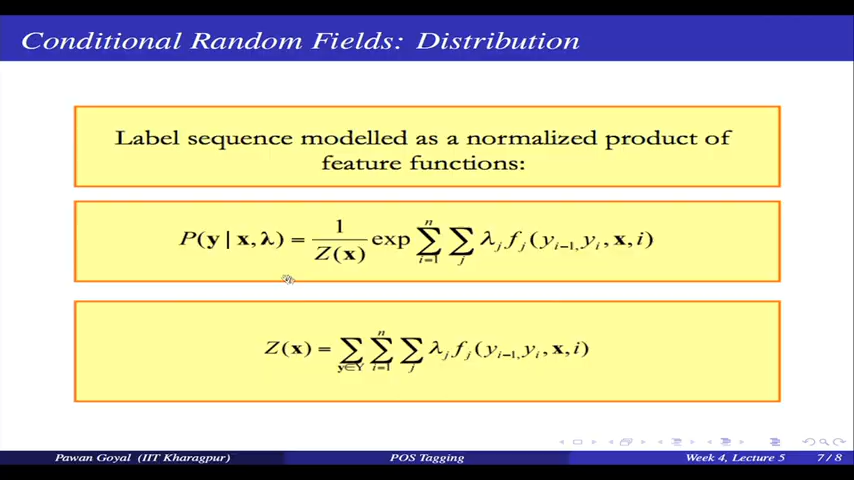 Conditional Random Fields: Distribution
Label sequence modelled as a normalized product of
feature functions:
P(y | x, λ) = 1/Z(x) exp ∑_{i=1}^{n} ∑_{j} λ_j f_j(y_{i−1}, y_i, x, i)
Z(x) = ∑_{y∈Y} ∑_{i=1}^{n} ∑_{j} λ_j f_j(y_{i−1}, y_i, x, i)
Pawan Goyal (IIT Kharagpur) POS Tagging Week 4, Lecture 5 7 / 8